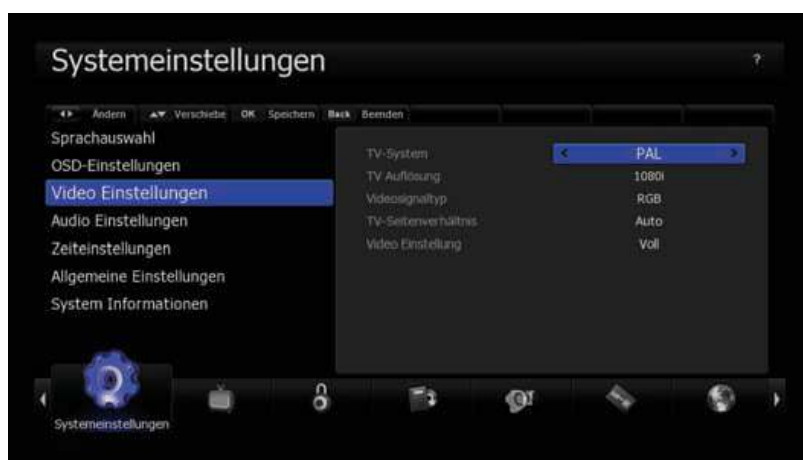 Systemeinstellungen
?
Ändern Verschiebe OK Speichern Back Beenden
Sprachauswahl
OSD-Einstellungen
Video Einstellungen
Audio Einstellungen
Zeiteinstellungen
Allgemeine Einstellungen
System Informationen
TV-System PAL
TV Auflösung 1080i
Videosignaltyp RGB
TV-Seitenverhältnis Auto
Video Einstellung Voll
Systemeinstellungen